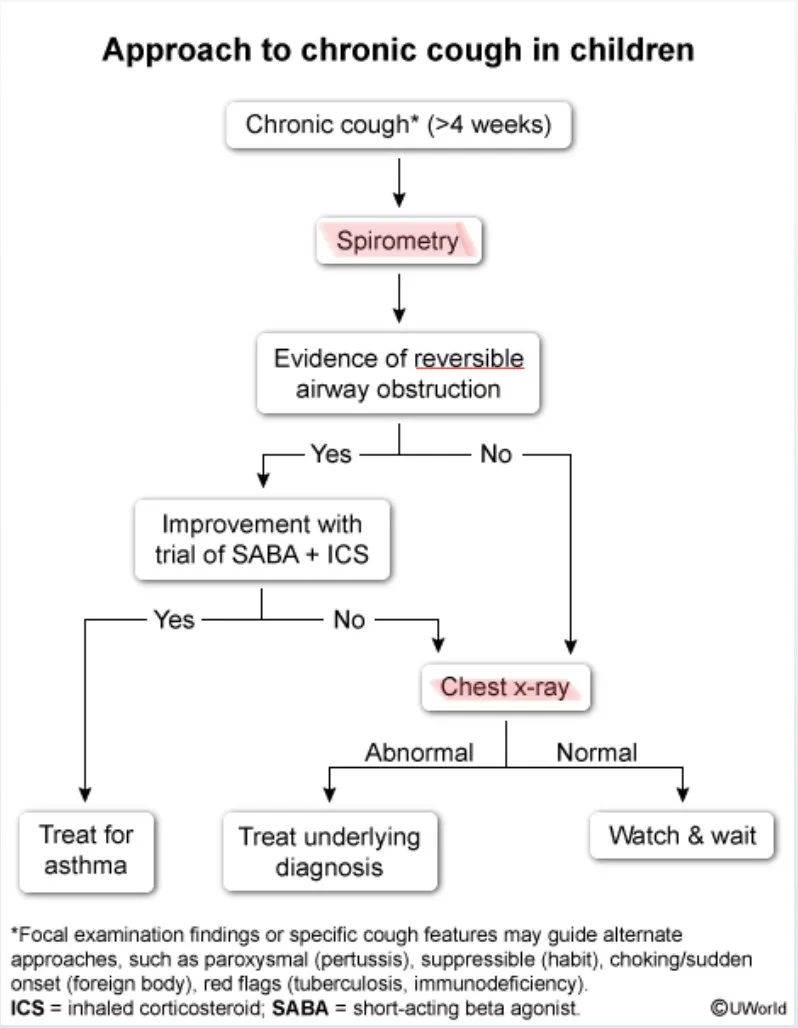 Approach to chronic cough in children
Chronic cough* (>4 weeks)
Spirometry
Evidence of reversible
airway obstruction
Yes
No
Improvement with
trial of SABA + ICS
Yes
No
Chest x-ray
Abnormal
Normal
Treat for
asthma
Treat underlying
diagnosis
Watch & wait
*Focal examination findings or specific cough features may guide alternate
approaches, such as paroxysmal (pertussis), suppressible (habit), choking/sudden
onset (foreign body), red flags (tuberculosis, immunodeficiency).
ICS = inhaled corticosteroid; SABA = short-acting beta agonist.
©UWorld